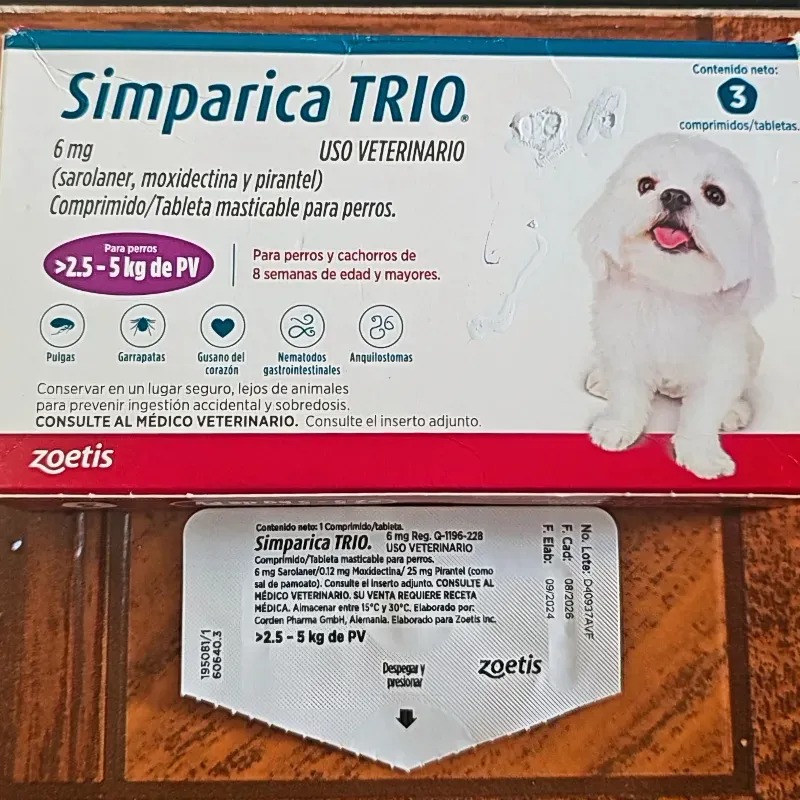 Simparica TRIO®
6 mg
USO VETERINARIO
(sarolaner, moxidectina y pirantel)
Comprimido/Tableta masticable para perros.
Contenido neto:
3
comprimidos/tabletas.
Para perros
>2.5 - 5 kg de PV
Para perros y cachorros de
8 semanas de edad y mayores.
Pulgas
Garrapatas
Gusano del
corazón
Nematodos
gastrointestinales
Anquilostomas
Conservar en un lugar seguro, lejos de animales
para prevenir ingestión accidental y sobredosis.
CONSULTE AL MÉDICO VETERINARIO. Consulte el inserto adjunto.
zoetis
Contenido neto: 1 Comprimido/tableta.
Simparica TRIO. 6 mg Reg. Q-1196-228
USO VETERINARIO
Comprimido/Tableta masticable para perros.
6 mg Sarolaner/0.12 mg Moxidectina/ 25 mg Pirantel (como
sal de pamoato). Consulte el inserto adjunto. CONSULTE AL
MÉDICO VETERINARIO. SU VENTA REQUIERE RECETA
MÉDICA. Almacenar entre 15°C y 30°C. Elaborado por:
Corden Pharma GmbH, Alemania. Elaborado para Zoetis Inc.
>2.5 - 5 kg de PV
195081/1
60640.3
Despegar y
presionar
zoetis
No. Lote: D40937AVF
F. Cad: 08/2026
F. Elab: 09/2024